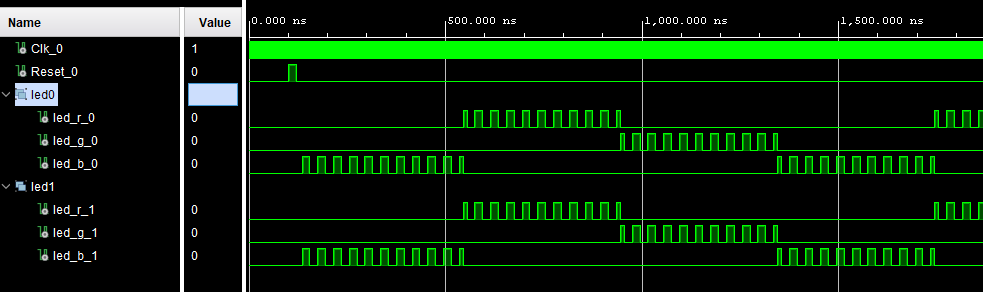 Name Value 0.000 ns 500.000 ns 1,000.000 ns 1,500.000 ns
Clk_0 1
Reset_0 0
led0
led_r_0 0
led_g_0 0
led_b_0 0
led1
led_r_1 0
led_g_1 0
led_b_1 0